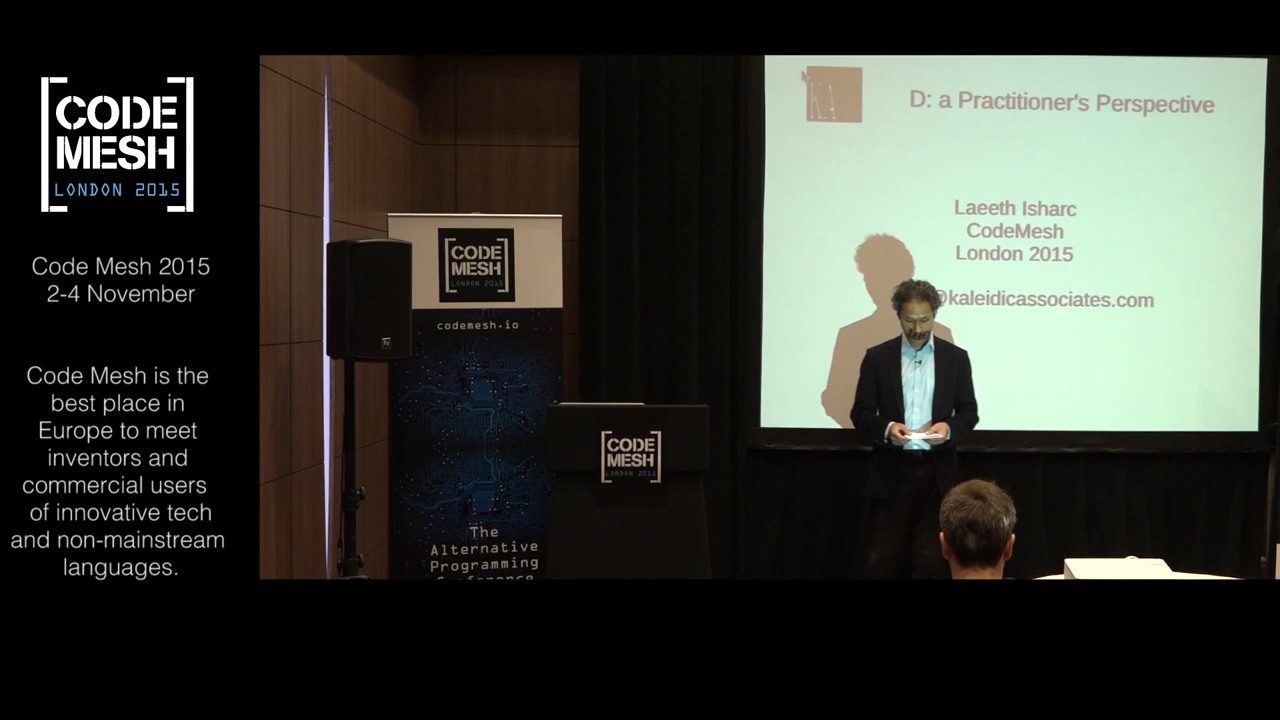 CODE
MESH
LONDON 2015
Code Mesh 2015
2-4 November
Code Mesh is the
best place in
Europe to meet
inventors and
commercial users
of innovative tech
and non-mainstream
languages.
CODE
MESH
LONDON 2015
codemesh.io
The
Alternative
Programming
Conference
CODE
MESH
LONDON 2015
KA
D: a Practitioner's Perspective
Laeeth Isharc
CodeMesh
London 2015
@kaleidicassociates.com